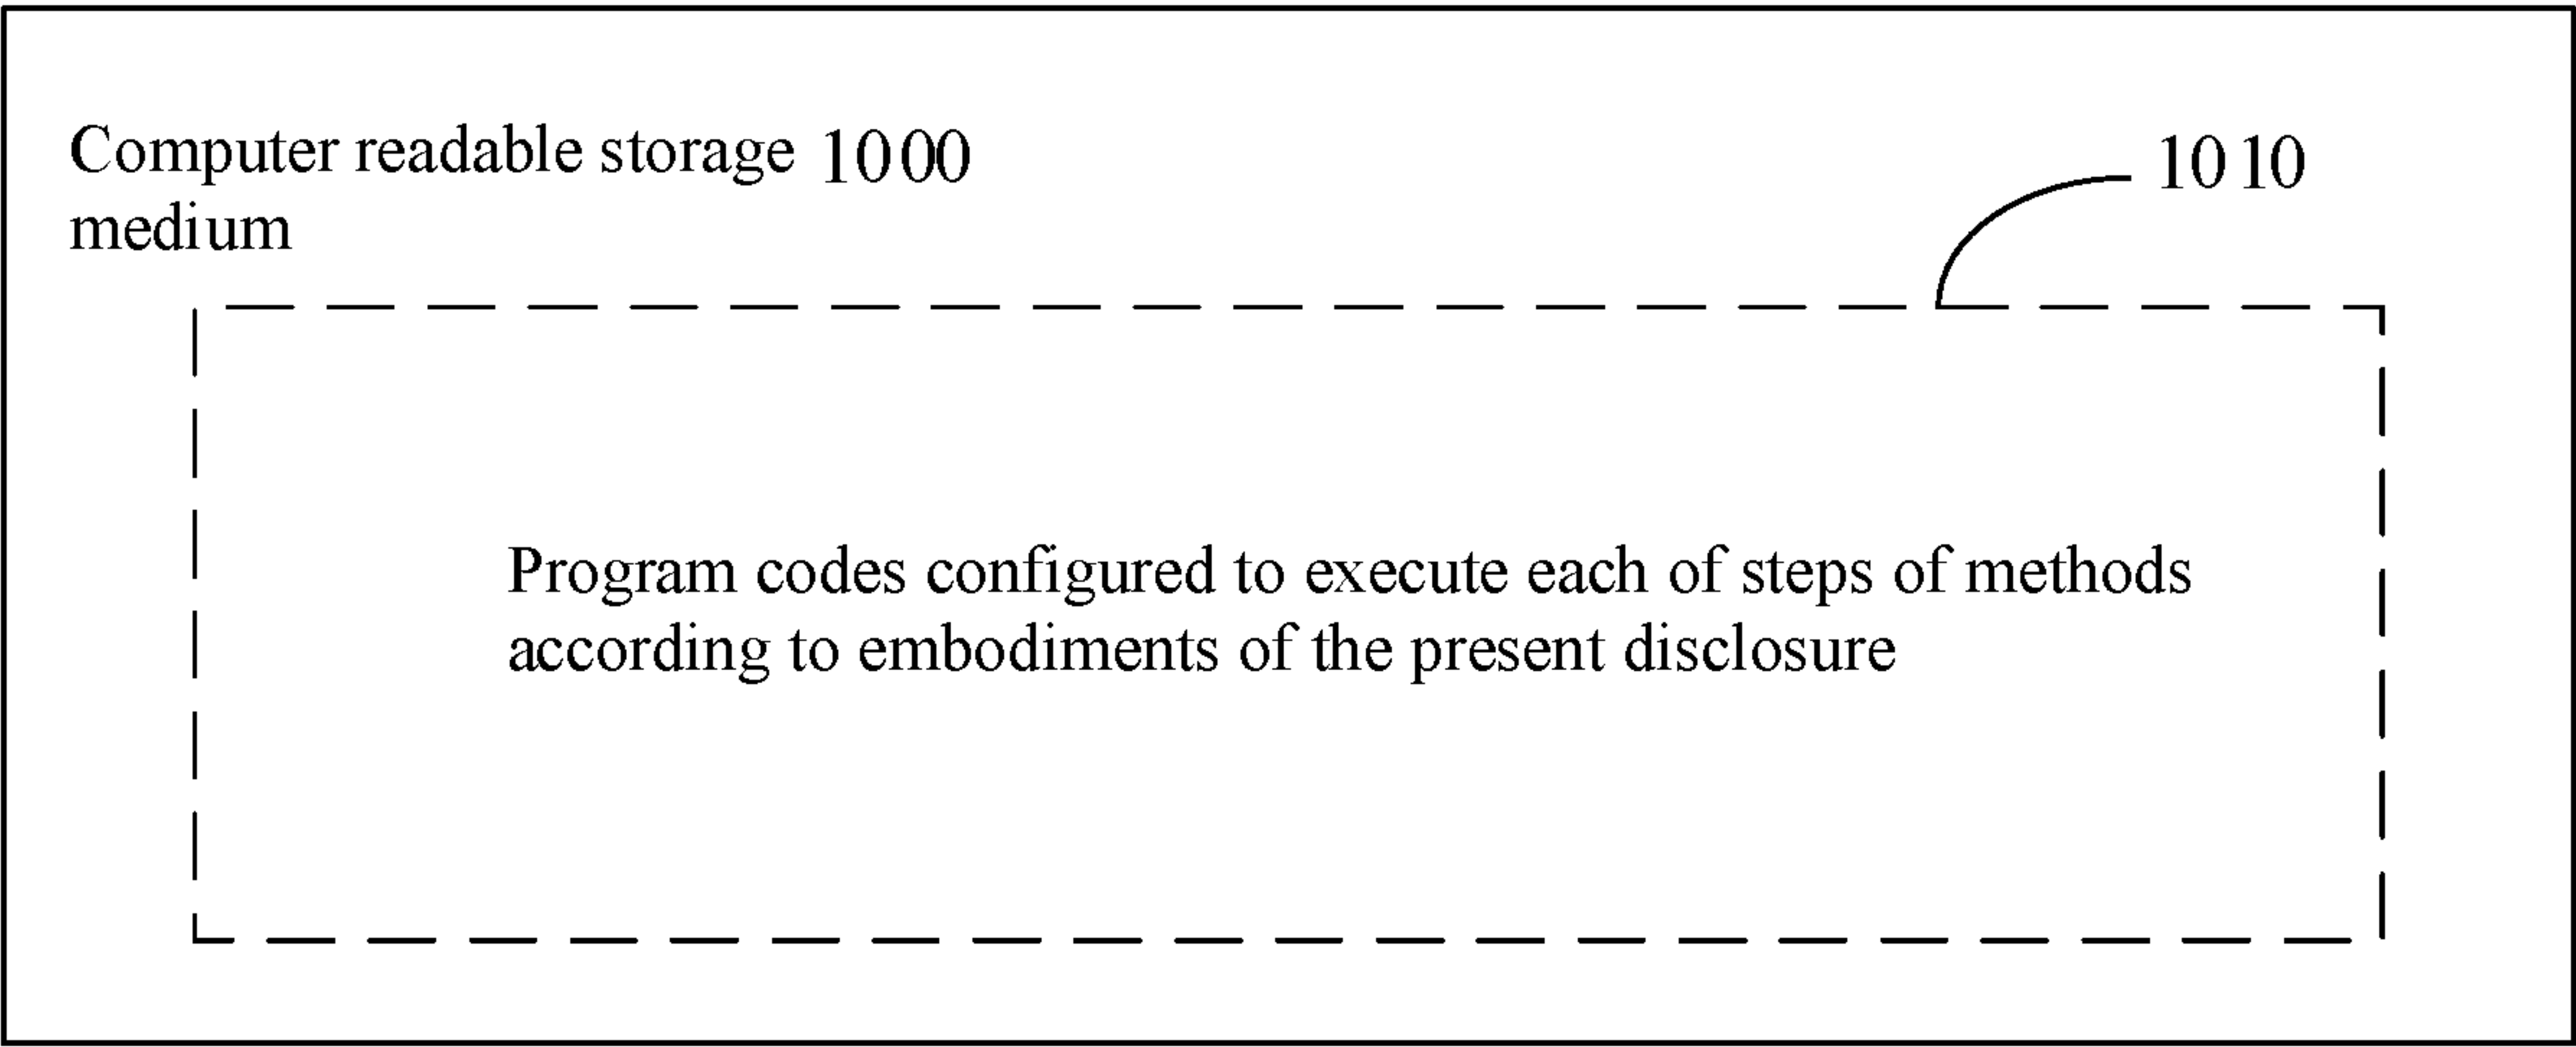 Computer readable storage 1000
medium
1010
Program codes configured to execute each of steps of methods
according to embodiments of the present disclosure